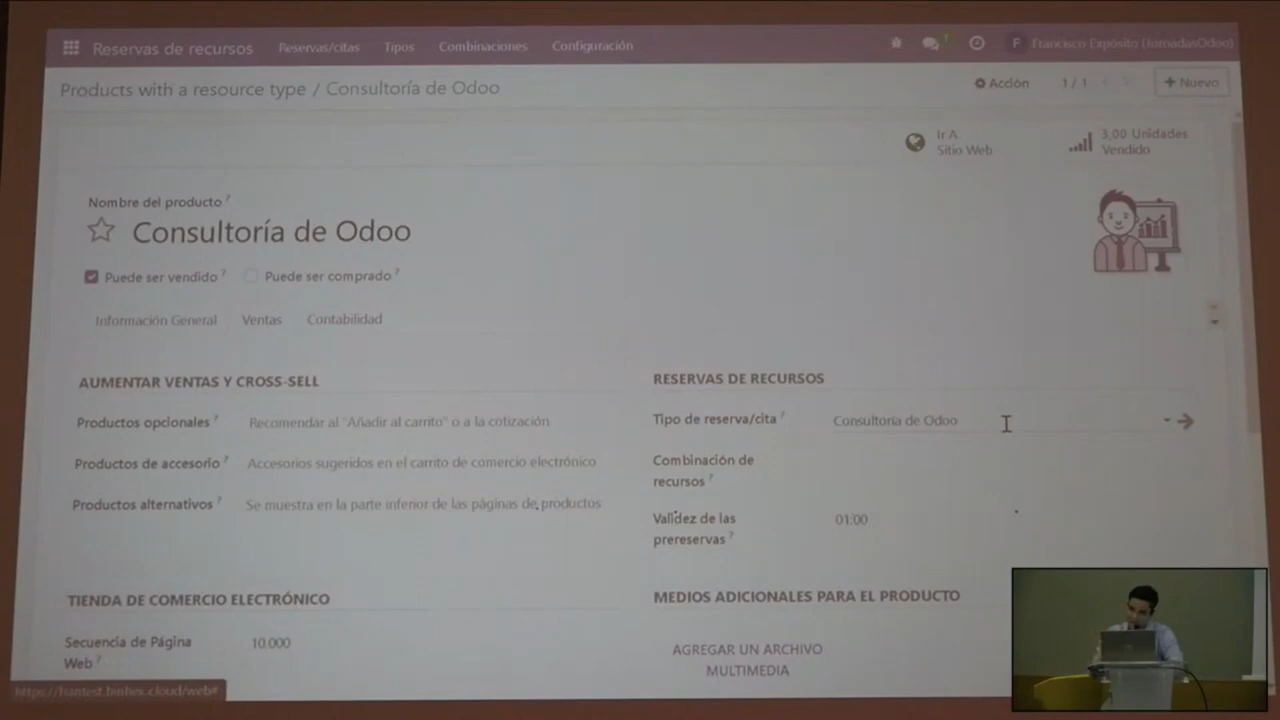 Reservas de recursos Reservas/citas Tipos Combinaciones Configuración 1 F Francisco Expósito (JornadasOdoo)
Products with a resource type / Consultoría de Odoo Acción 1 / 1 Nuevo
Ir A
Sitio Web
3,00 Unidades
Vendido
Nombre del producto ?
Consultoría de Odoo
Puede ser vendido ? Puede ser comprado ?
Información General Ventas Contabilidad
AUMENTAR VENTAS Y CROSS-SELL
Productos opcionales ? Recomendar al "Añadir al carrito" o a la cotización
Productos de accesorio ? Accesorios sugeridos en el carrito de comercio electrónico
Productos alternativos ? Se muestra en la parte inferior de las páginas de productos
RESERVAS DE RECURSOS
Tipo de reserva/cita ? Consultoría de Odoo
Combinación de
recursos ?
Validez de las
prereservas ? 01:00
TIENDA DE COMERCIO ELECTRÓNICO
Secuencia de Página
Web ? 10.000
MEDIOS ADICIONALES PARA EL PRODUCTO
AGREGAR UN ARCHIVO
MULTIMEDIA